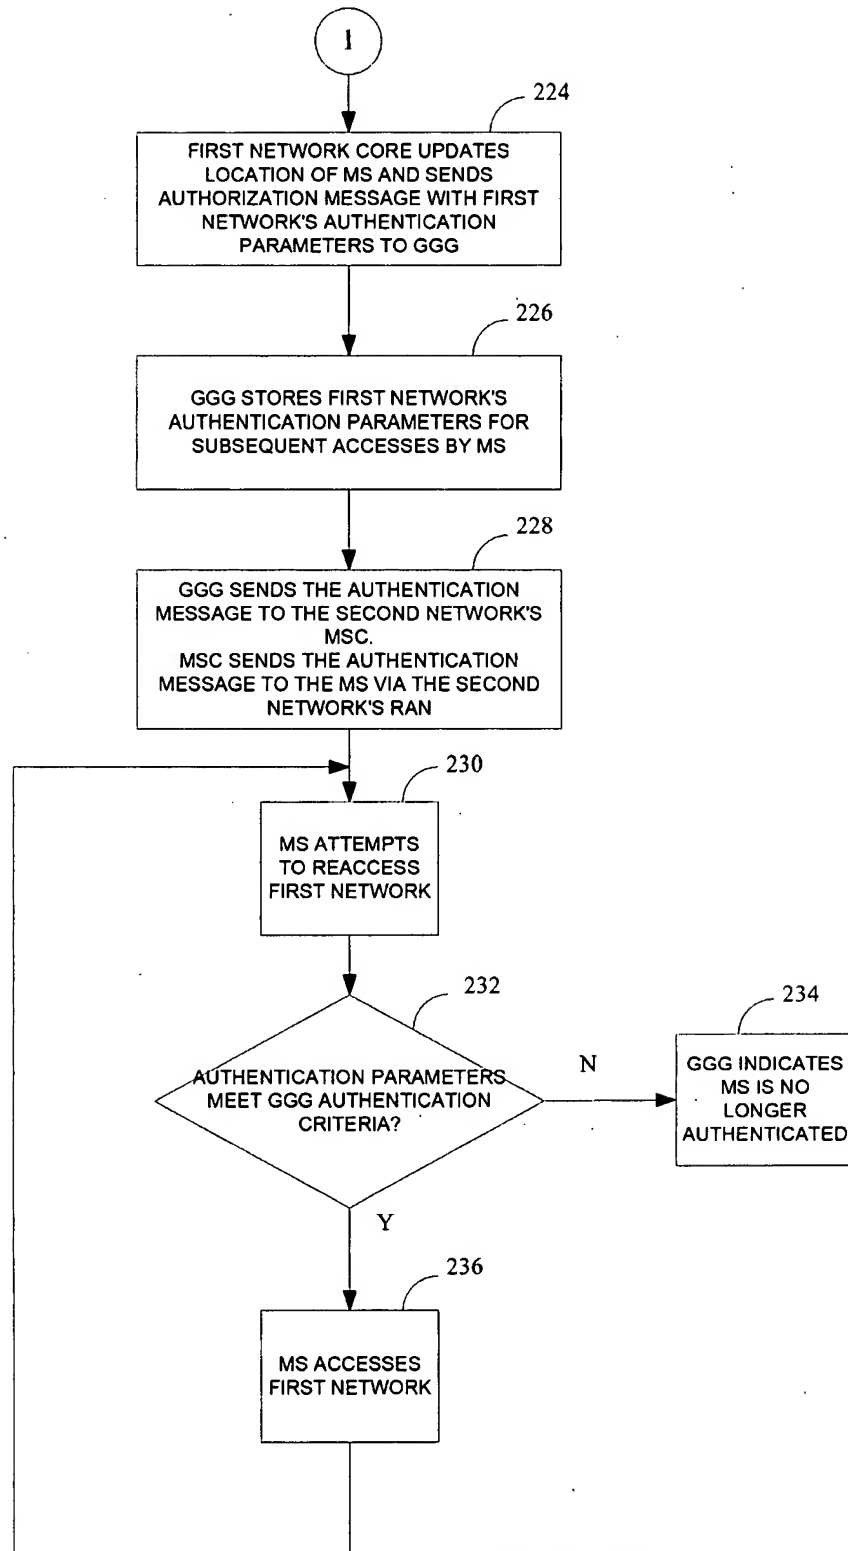 1
224
FIRST NETWORK CORE UPDATES
LOCATION OF MS AND SENDS
AUTHORIZATION MESSAGE WITH FIRST
NETWORK'S AUTHENTICATION
PARAMETERS TO GGG
226
GGG STORES FIRST NETWORK'S
AUTHENTICATION PARAMETERS FOR
SUBSEQUENT ACCESSES BY MS
228
GGG SENDS THE AUTHENTICATION
MESSAGE TO THE SECOND NETWORK'S
MSC.
MSC SENDS THE AUTHENTICATION
MESSAGE TO THE MS VIA THE SECOND
NETWORK'S RAN
230
MS ATTEMPTS
TO REACCESS
FIRST NETWORK
232
AUTHENTICATION PARAMETERS
MEET GGG AUTHENTICATION
CRITERIA?
N
234
GGG INDICATES
MS IS NO
LONGER
AUTHENTICATED
Y
236
MS ACCESSES
FIRST NETWORK